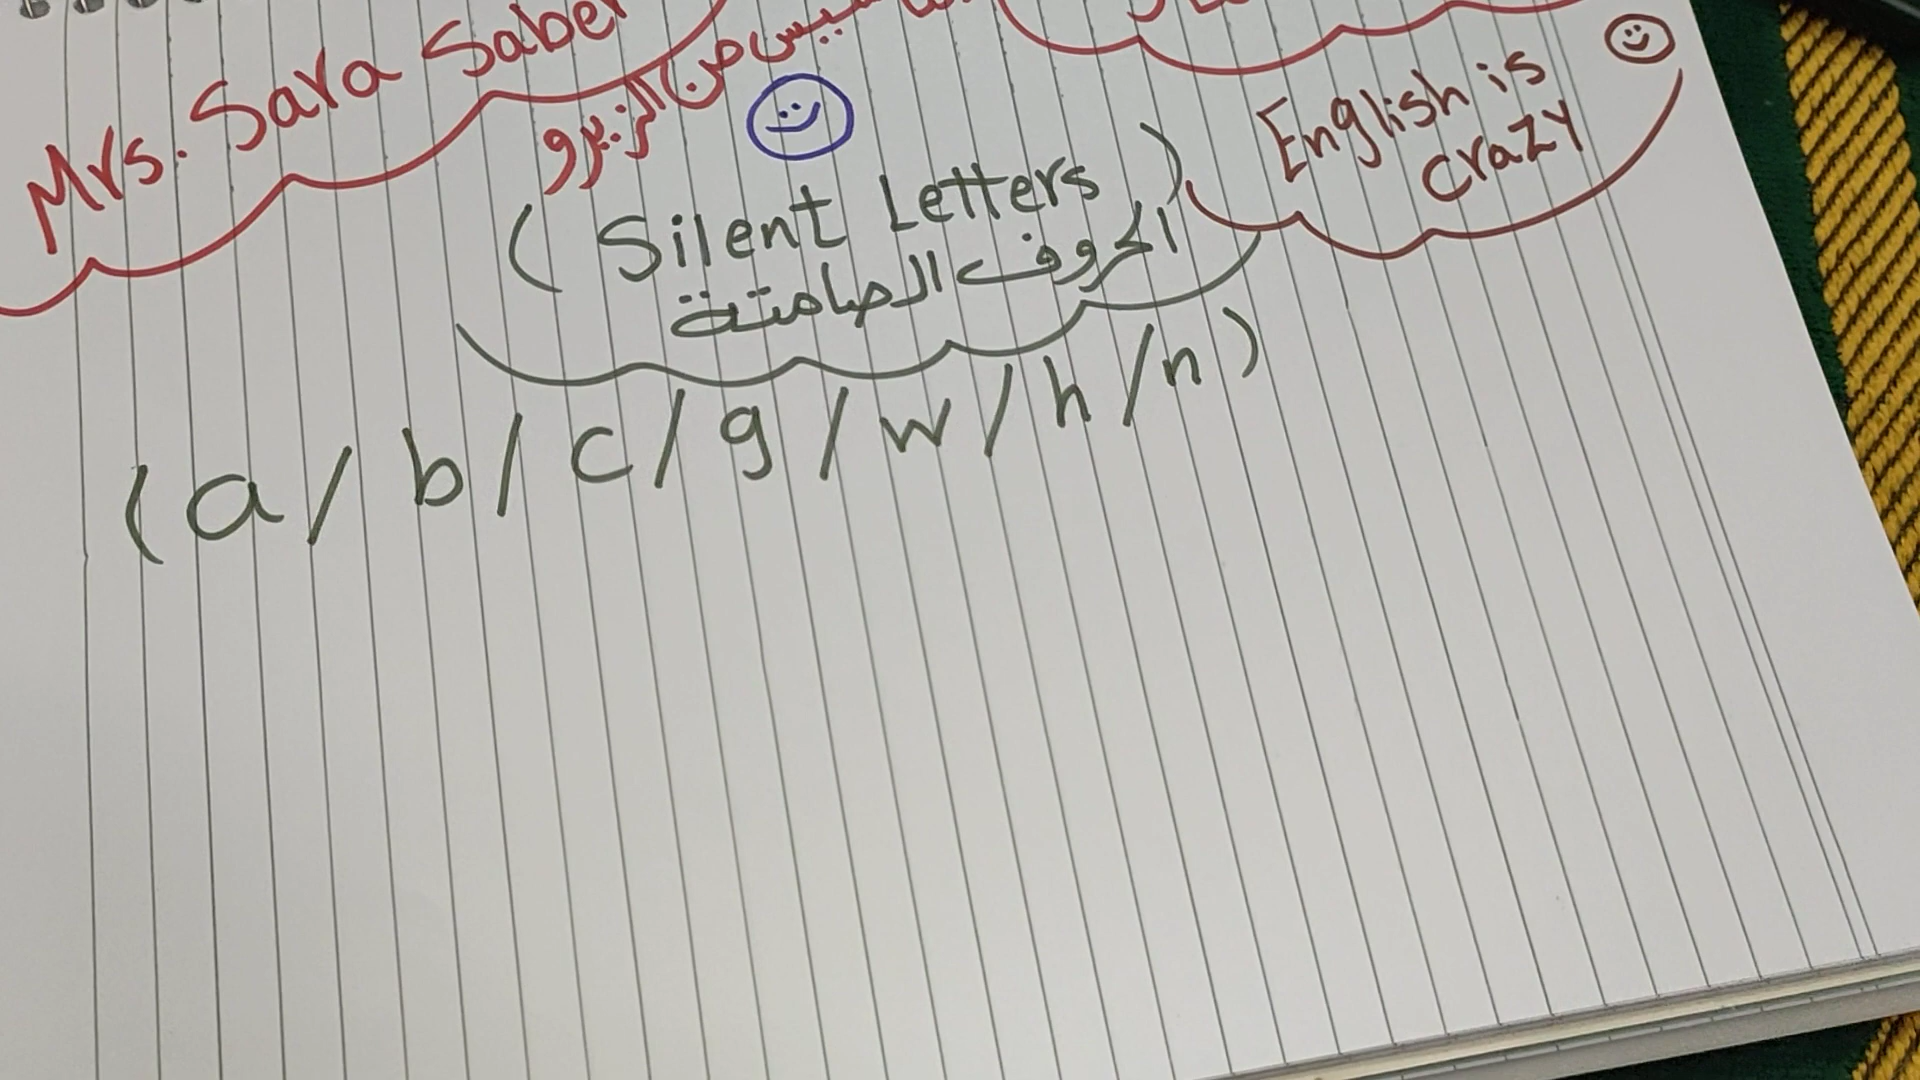 Mrs. Sara Saber
من الزيرو
English is
crazy
( Silent Letters )
الحروف الصامتة
(a / b / c / g / w / h / n )